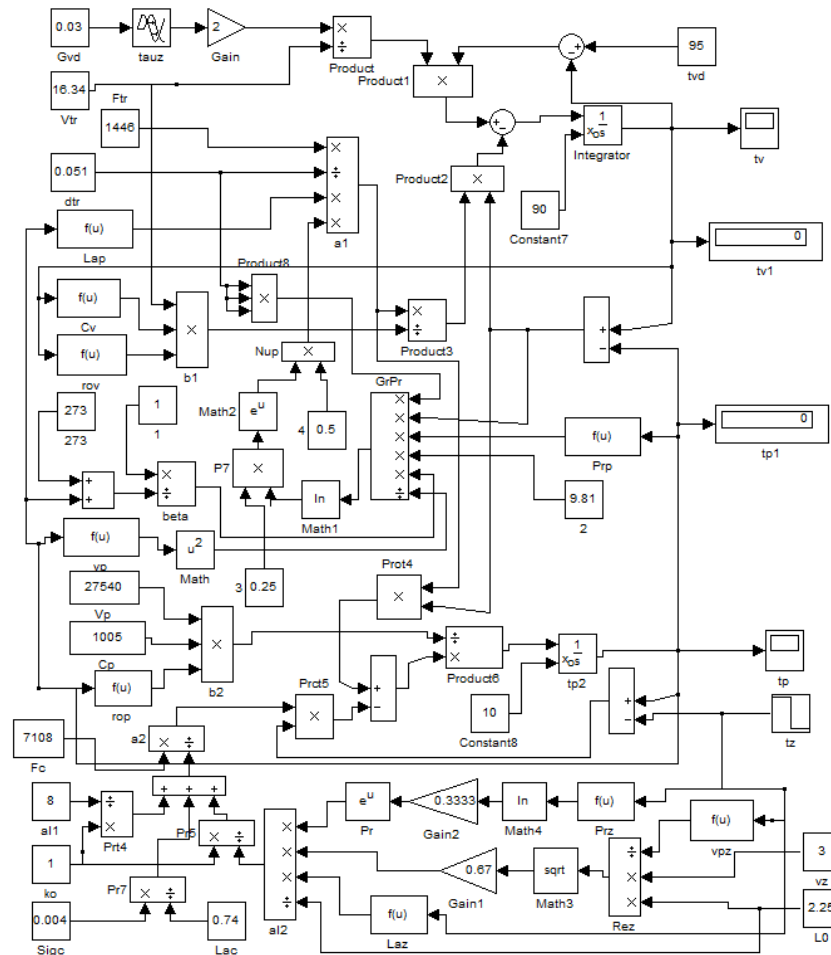 0.03
Gvd
tauz
2
Gain
×
÷
Product
×
Product1
−
+
95
tvd
16.34
Vtr
Ftr
1446
×
÷
×
×
a1
+
−
1
xo s
Integrator
tv
0.051
dtr
Product2
×
90
Constant7
f(u)
Lap
0
tv1
Product8
×
f(u)
Cv
f(u)
rov
×
b1
×
÷
Product3
+
−
Nup
×
GrPr
×
×
×
×
×
÷
273
273
1
1
Math2
e^u
4
0.5
f(u)
Prp
0
tp1
+
+
×
÷
beta
P7
×
ln
Math1
9.81
2
f(u)
vp
u^2
Math
3
0.25
Prot4
×
27540
Vp
1005
Cp
f(u)
rop
×
b2
÷
×
Product6
1
xo s
tp2
tp
Prct5
×
+
−
10
Constant8
+
−
tz
7108
Fc
a2
× ÷
+ + +
8
al1
÷
×
Prt4
Pr5
× ÷
1
ko
Pr7
× ÷
0.004
Sigc
0.74
Lac
×
×
×
÷
al2
e^u
Pr
0.3333
Gain2
ln
Math4
f(u)
Prz
f(u)
vpz
0.67
Gain1
sqrt
Math3
÷
×
×
Rez
3
vz
f(u)
Laz
2.25
L0